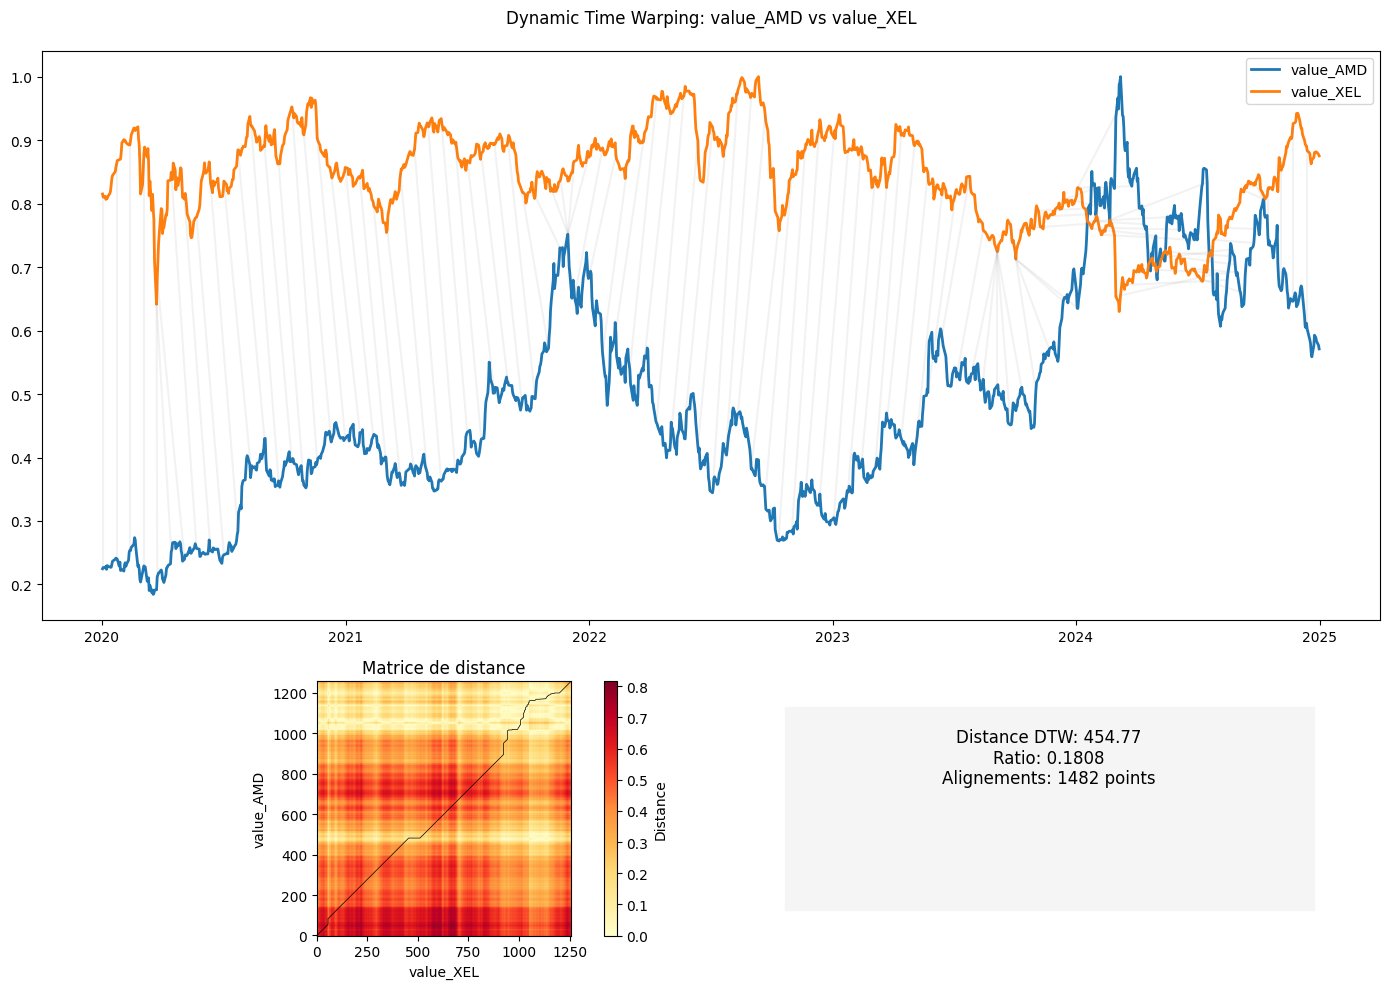 Dynamic Time Warping: value_AMD vs value_XEL
value_AMD
value_XEL
1.0
0.9
0.8
0.7
0.6
0.5
0.4
0.3
0.2
2020 2021 2022 2023 2024 2025
Matrice de distance
value_AMD
1200
1000
800
600
400
200
0
0 250 500 750 1000 1250
value_XEL
0.8
0.7
0.6
0.5
0.4
0.3
0.2
0.1
0.0
Distance
Distance DTW: 454.77
Ratio: 0.1808
Alignements: 1482 points